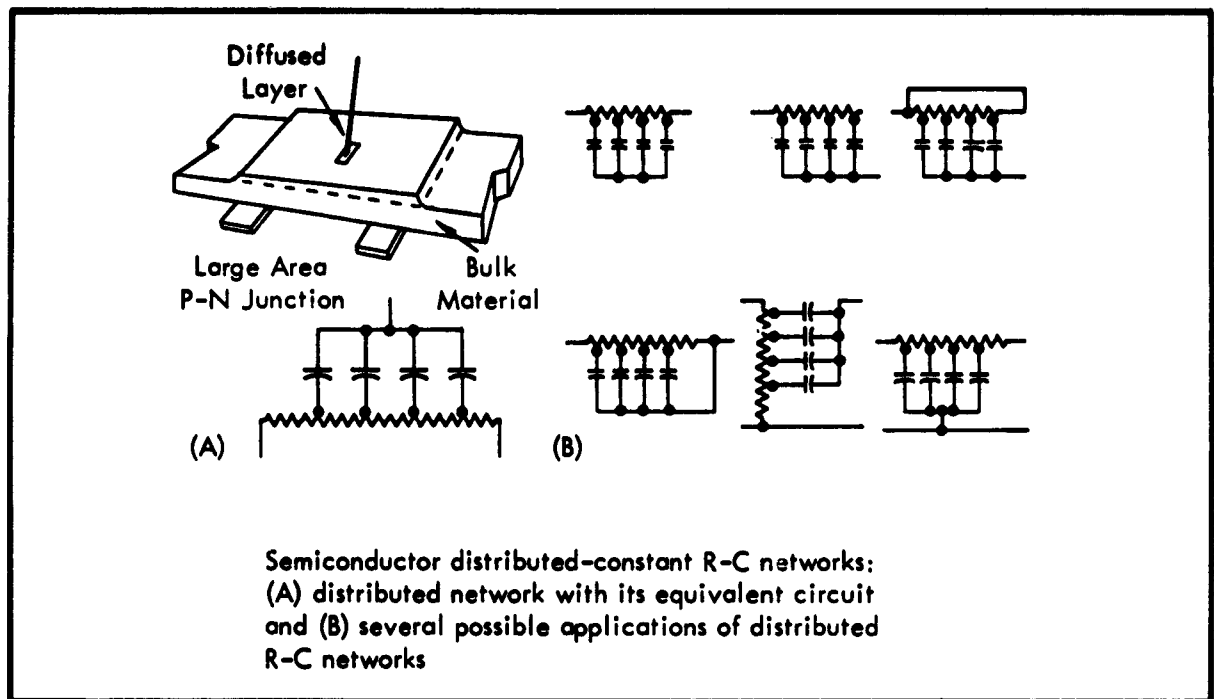 Diffused
Layer
Large Area
P-N Junction
Bulk
Material
(A)
(B)
Semiconductor distributed-constant R-C networks:
(A) distributed network with its equivalent circuit
and (B) several possible applications of distributed
R-C networks